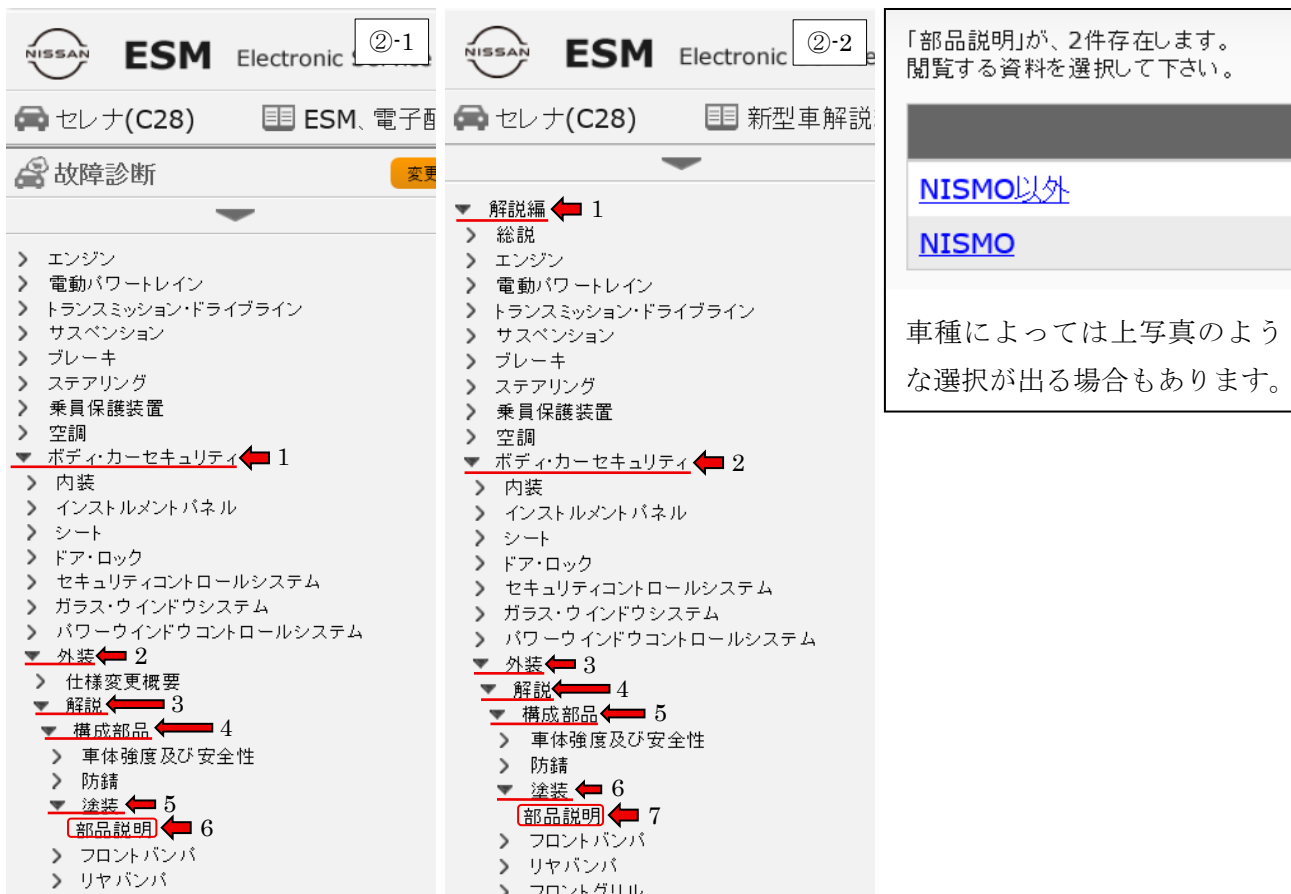 NISSAN
ESM
Electronic
②-1
セレナ(C28)
ESM、電子
故障診断
変更
エンジン
電動パワートレイン
トランスミッション・ドライブライン
サスペンション
ブレーキ
ステアリング
乗員保護装置
空調
ボディ・カーセキュリティ 1
内装
インストルメントパネル
シート
ドア・ロック
セキュリティコントロールシステム
ガラス・ウインドウシステム
パワーウインドウコントロールシステム
外装 2
仕様変更概要
解説 3
構成部品 4
車体強度及び安全性
防錆
塗装 5
部品説明 6
フロントバンパ
リヤバンパ
NISSAN
ESM
Electronic
②-2
セレナ(C28)
新型車解説
解説編 1
総説
エンジン
電動パワートレイン
トランスミッション・ドライブライン
サスペンション
ブレーキ
ステアリング
乗員保護装置
空調
ボディ・カーセキュリティ 2
内装
インストルメントパネル
シート
ドア・ロック
セキュリティコントロールシステム
ガラス・ウインドウシステム
パワーウインドウコントロールシステム
外装 3
解説 4
構成部品 5
車体強度及び安全性
防錆
塗装 6
部品説明 7
フロントバンパ
リヤバンパ
フロントグリル
「部品説明」が、2件存在します。
閲覧する資料を選択して下さい。
NISMO以外
NISMO
車種によっては上写真のよう
な選択が出る場合もあります。